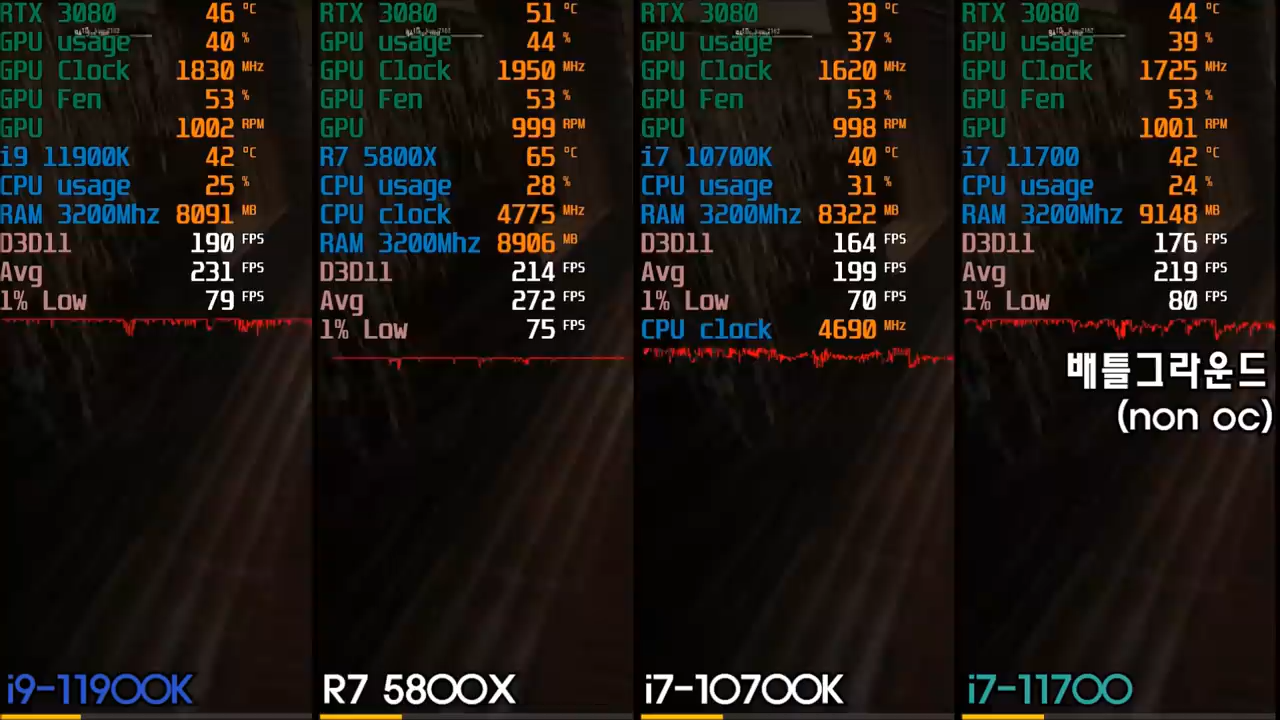 RTX 3080 46 °C
GPU usage 40 %
GPU Clock 1830 MHz
GPU Fen 53 %
GPU 1002 RPM
i9 11900K 42 °C
CPU usage 25 %
RAM 3200Mhz 8091 MB
D3D11 190 FPS
Avg 231 FPS
1% Low 79 FPS
i9-11900K
RTX 3080 51 °C
GPU usage 44 %
GPU Clock 1950 MHz
GPU Fen 53 %
GPU 999 RPM
R7 5800X 65 °C
CPU usage 28 %
CPU clock 4775 MHz
RAM 3200Mhz 8906 MB
D3D11 214 FPS
Avg 272 FPS
1% Low 75 FPS
R7 5800X
RTX 3080 39 °C
GPU usage 37 %
GPU Clock 1620 MHz
GPU Fen 53 %
GPU 998 RPM
i7 10700K 40 °C
CPU usage 31 %
RAM 3200Mhz 8322 MB
D3D11 164 FPS
Avg 199 FPS
1% Low 70 FPS
CPU clock 4690 MHz
i7-10700K
RTX 3080 44 °C
GPU usage 39 %
GPU Clock 1725 MHz
GPU Fen 53 %
GPU 1001 RPM
i7 11700 42 °C
CPU usage 24 %
RAM 3200Mhz 9148 MB
D3D11 176 FPS
Avg 219 FPS
1% Low 80 FPS
배틀그라운드
(non oc)
i7-11700